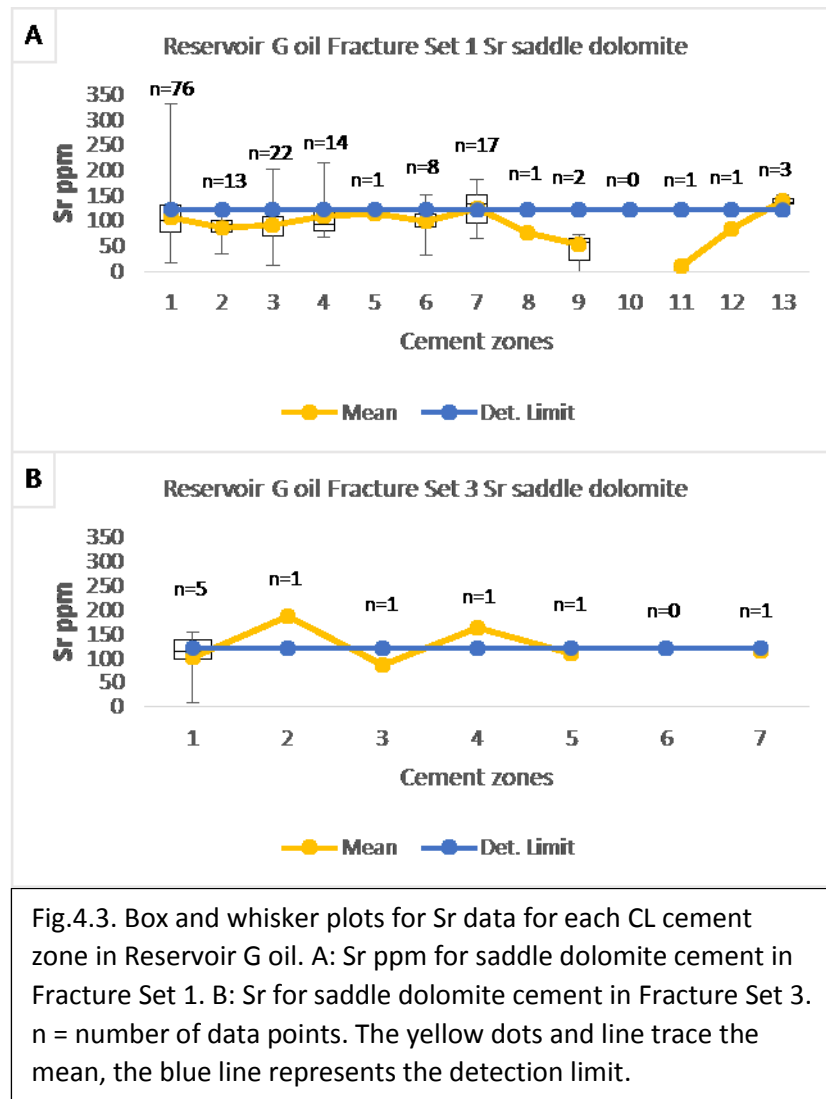 A
Reservoir G oil Fracture Set 1 Sr saddle dolomite
350
300
250
200
150
100
50
0
Sr ppm
n=76
n=13
n=22
n=14
n=1
n=8
n=17
n=1
n=2
n=0
n=1
n=1
n=3
1 2 3 4 5 6 7 8 9 10 11 12 13
Cement zones
Mean Det. Limit
B
Reservoir G oil Fracture Set 3 Sr saddle dolomite
350
300
250
200
150
100
50
0
Sr ppm
n=5
n=1
n=1
n=1
n=1
n=0
n=1
1 2 3 4 5 6 7
Cement zones
Mean Det. Limit
Fig.4.3. Box and whisker plots for Sr data for each CL cement
zone in Reservoir G oil. A: Sr ppm for saddle dolomite cement in
Fracture Set 1. B: Sr for saddle dolomite cement in Fracture Set 3.
n = number of data points. The yellow dots and line trace the
mean, the blue line represents the detection limit.